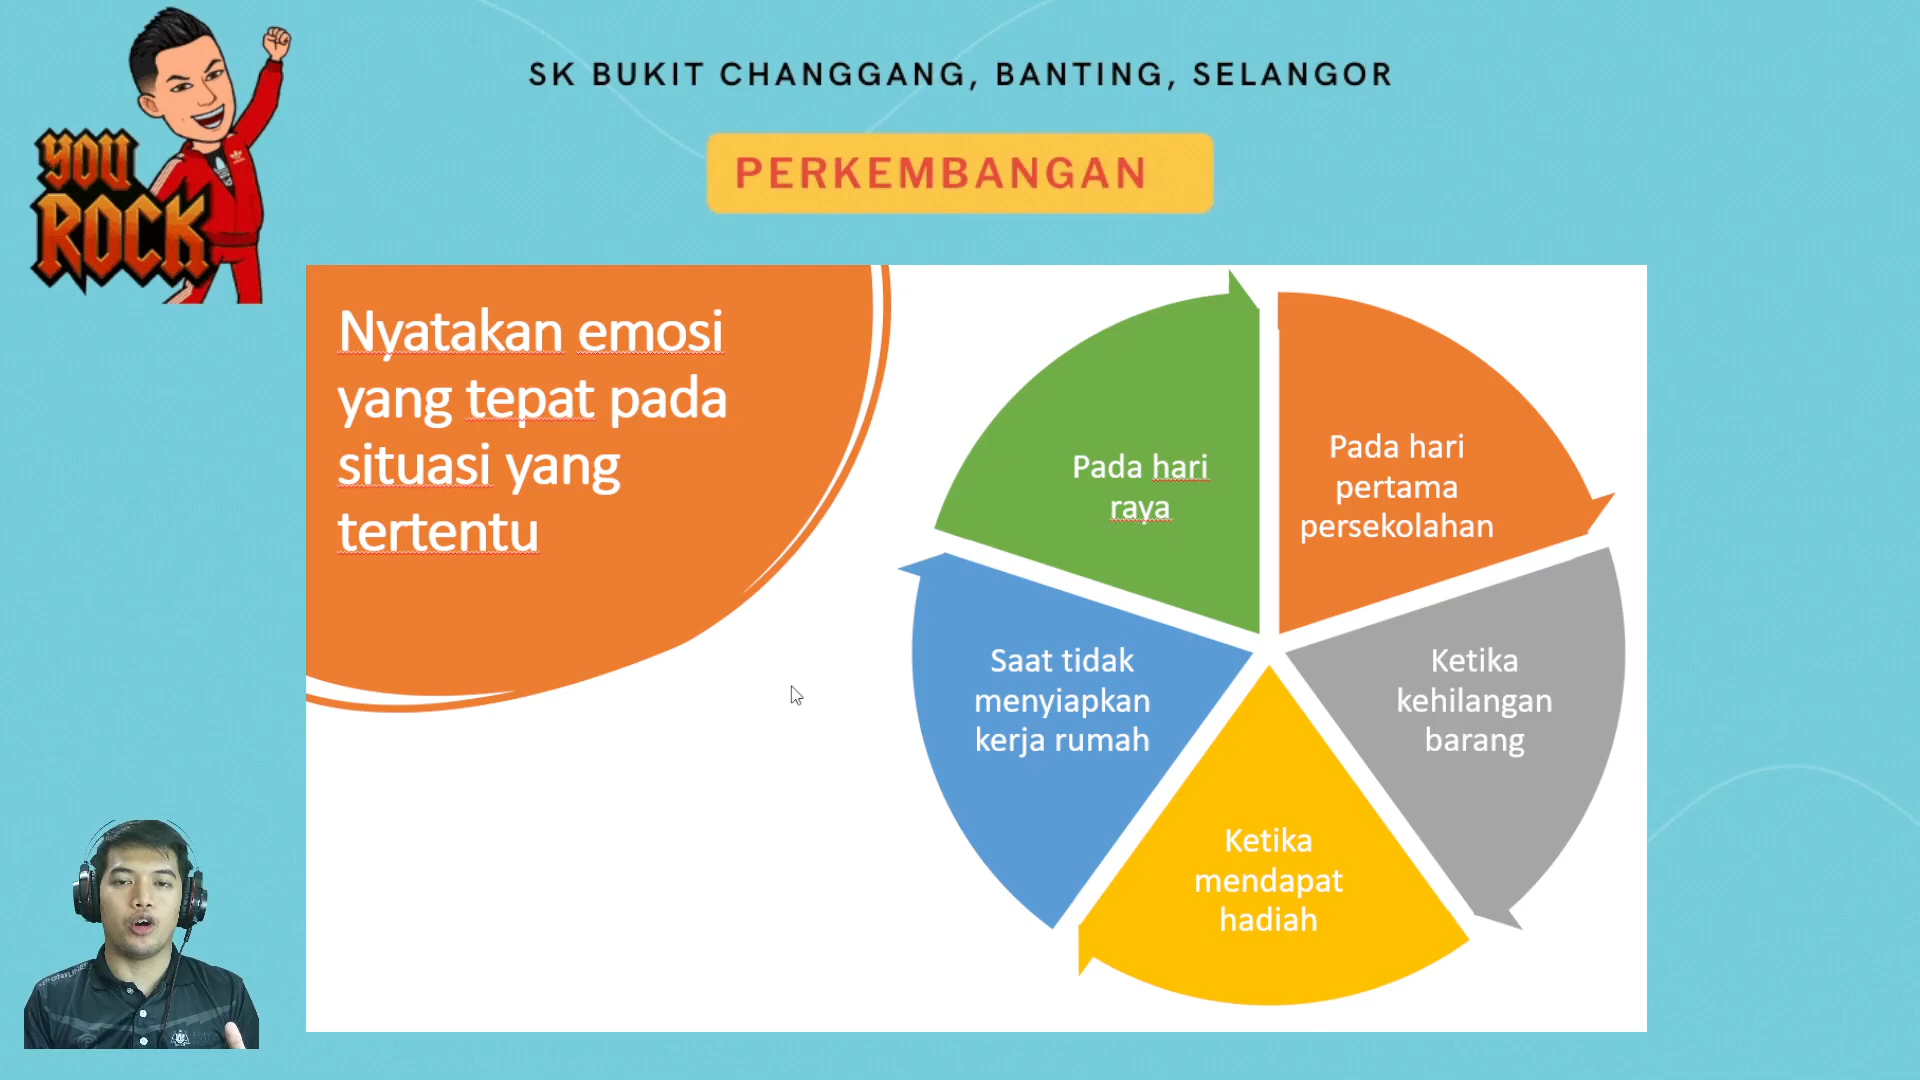 SK BUKIT CHANGGANG, BANTING, SELANGOR
YOU
ROCK
PERKEMBANGAN
Nyatakan emosi
yang tepat pada
situasi yang
tertentu
Pada hari
raya
Pada hari
pertama
persekolahan
Saat tidak
menyiapkan
kerja rumah
Ketika
kehilangan
barang
Ketika
mendapat
hadiah